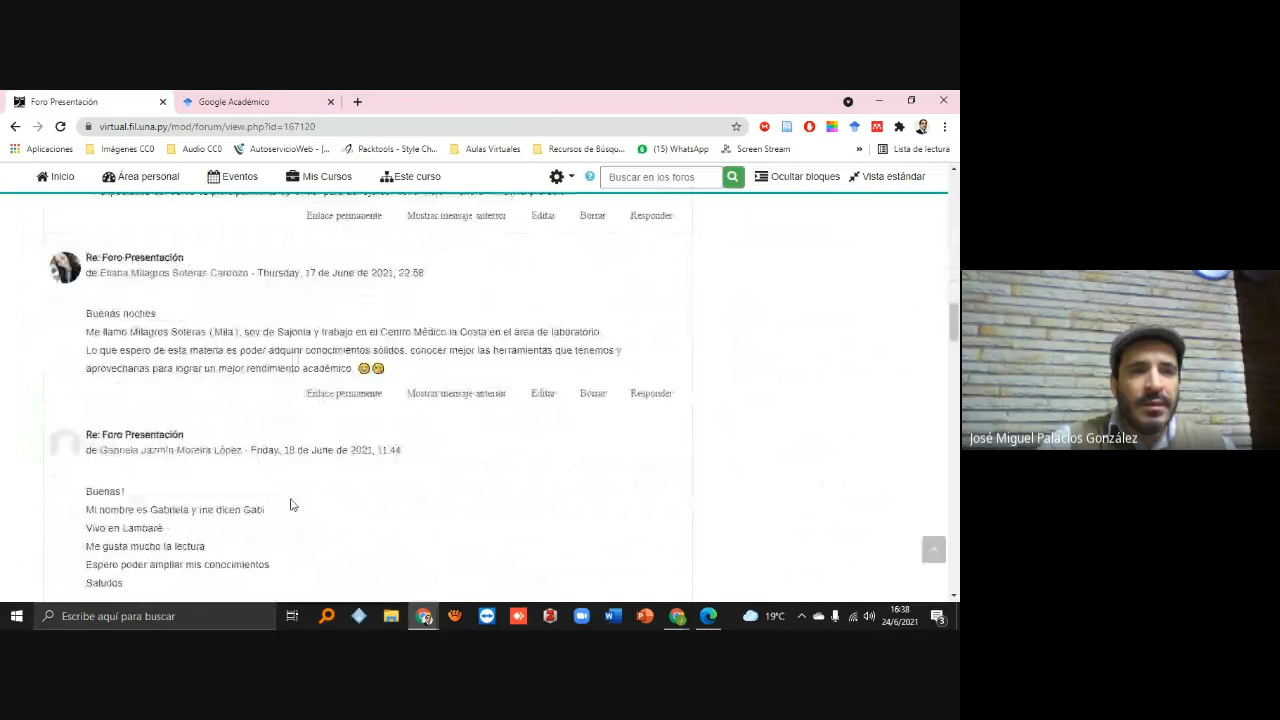 Foro Presentación
Google Académico
virtual.fil.una.py/mod/forum/view.php?id=167120
Aplicaciones
Imágenes CC0
Audio CC0
AutoservicioWeb - [...
Packtools - Style Ch...
Aulas Virtuales
Recursos de Búsqu...
(15) WhatsApp
Screen Stream
»
Lista de lectura
Inicio
Área personal
Eventos
Mis Cursos
Este curso
Buscar en los foros
Ocultar bloques
Vista estándar
Enlace permanente
Mostrar mensaje anterior
Editar
Borrar
Responder
Re: Foro Presentación
de Eliana Milagros Soteras Cardozo - Thursday, 17 de June de 2021, 22:58
Buenas noches
Me llamo Milagros Soteras (Mila), soy de Sajonia y trabajo en el Centro Médico la Costa en el área de laboratorio
Lo que espero de esta materia es poder adquirir conocimientos sólidos, conocer mejor las herramientas que tenemos y
aprovecharlas para lograr un mejor rendimiento académico.
Enlace permanente
Mostrar mensaje anterior
Editar
Borrar
Responder
Re: Foro Presentación
de Gabriela Jazmín Moreira López - Friday, 18 de June de 2021, 11:44
Buenas!
Mi nombre es Gabriela y me dicen Gabi
Vivo en Lambaré
Me gusta mucho la lectura
Espero poder ampliar mis conocimientos
Saludos
José Miguel Palacios González
Escribe aquí para buscar
19°C
16:38
24/6/2021
3